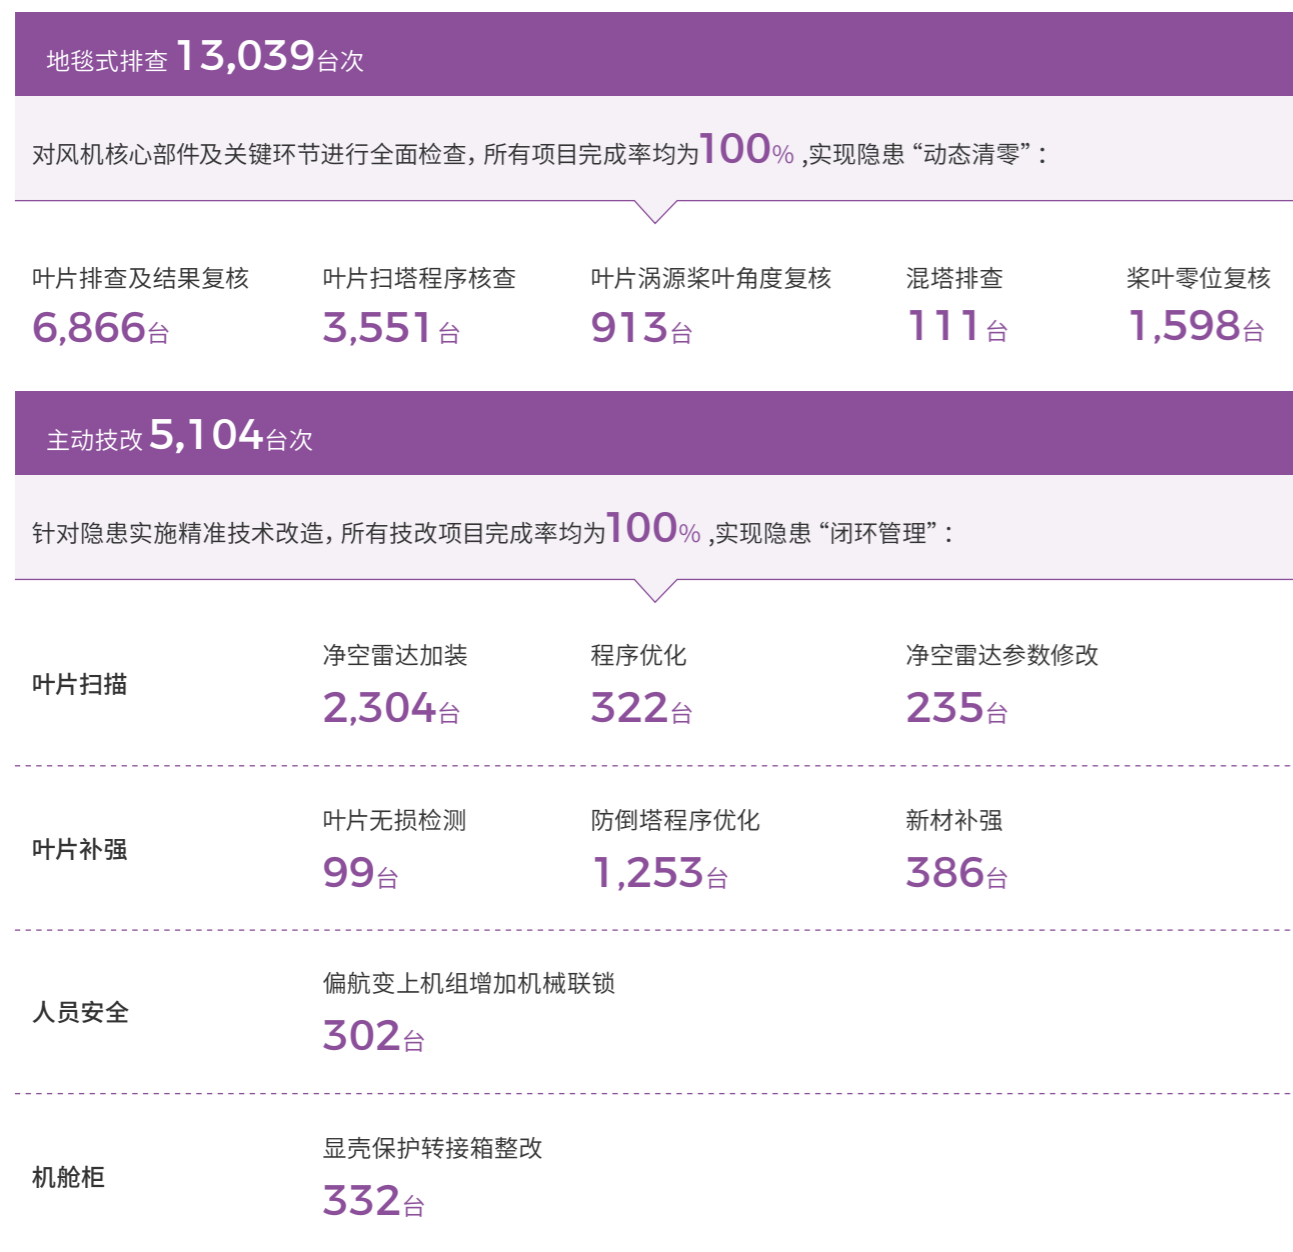 地毯式排查 13,039台次
对风机核心部件及关键环节进行全面检查，所有项目完成率均为100% ,实现隐患“动态清零”：
叶片排查及结果复核 叶片扫塔程序核查 叶片涡源桨叶角度复核 混塔排查 桨叶零位复核
6,866台 3,551台 913台 111台 1,598台
主动技改 5,104台次
针对隐患实施精准技术改造，所有技改项目完成率均为100% ,实现隐患“闭环管理”：
叶片扫描
净空雷达加装 程序优化 净空雷达参数修改
2,304台 322台 235台
叶片补强
叶片无损检测 防倒塔程序优化 新材补强
99台 1,253台 386台
人员安全
偏航变上机组增加机械联锁
302台
机舱柜
显壳保护转接箱整改
332台